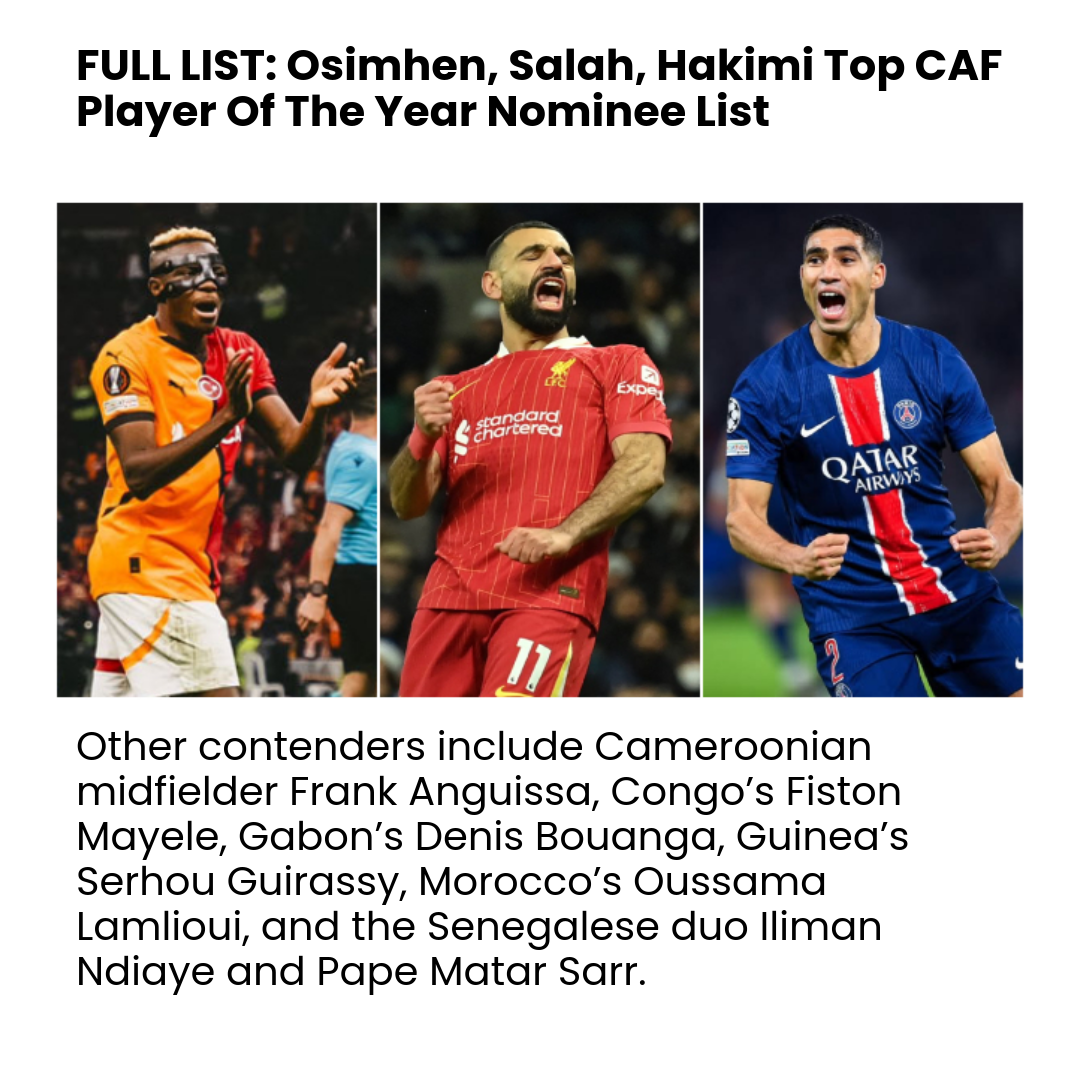 FULL LIST: Osimhen, Salah, Hakimi Top CAF
Player Of The Year Nominee List
LFC
Expe
standard
chartered
11
PARIS
QATAR
AIRWAYS
2
Other contenders include Cameroonian
midfielder Frank Anguissa, Congo’s Fiston
Mayele, Gabon’s Denis Bouanga, Guinea’s
Serhou Guirassy, Morocco’s Oussama
Lamlioui, and the Senegalese duo Iliman
Ndiaye and Pape Matar Sarr.